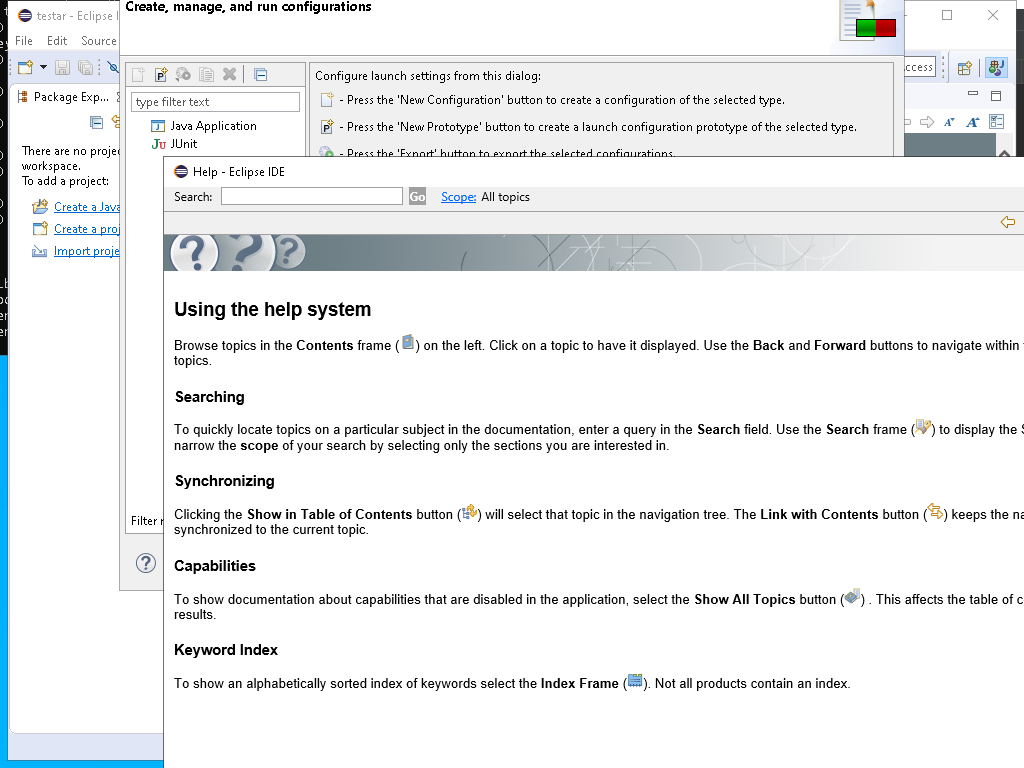 testar - Eclipse I
Create, manage, and run configurations
File Edit Source
ccess
Package Exp...
There are no projec
workspace.
To add a project:
Create a Java
Create a proj
Import proje
type filter text
Java Application
JUnit
Filter r
Configure launch settings from this dialog:
- Press the 'New Configuration' button to create a configuration of the selected type.
- Press the 'New Prototype' button to create a launch configuration prototype of the selected type.
- Press the 'Export' button to export the selected configurations.
Help - Eclipse IDE
Search: Go Scope: All topics
Using the help system
Browse topics in the Contents frame ( ) on the left. Click on a topic to have it displayed. Use the Back and Forward buttons to navigate within
topics.
Searching
To quickly locate topics on a particular subject in the documentation, enter a query in the Search field. Use the Search frame ( ) to display the S
narrow the scope of your search by selecting only the sections you are interested in.
Synchronizing
Clicking the Show in Table of Contents button ( ) will select that topic in the navigation tree. The Link with Contents button ( ) keeps the na
synchronized to the current topic.
Capabilities
To show documentation about capabilities that are disabled in the application, select the Show All Topics button ( ) . This affects the table of c
results.
Keyword Index
To show an alphabetically sorted index of keywords select the Index Frame ( ). Not all products contain an index.